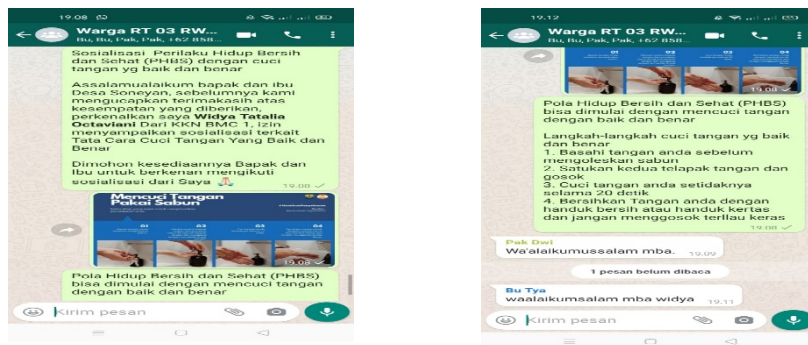 19.08
Warga RT 03 RW...
Bu, Bu, Pak, Pak, +62 858...
Sosialisasi Perilaku Hidup Bersih
dan Sehat (PHBS) dengan cuci
tangan yg baik dan benar
Assalamualaikum bapak dan ibu
Desa Soneyan, sebelumnya kami
mengucapkan terimakasih atas
kesempatan yang diberikan,
perkenalkan saya Widya Tatalia
Octaviani Dari KKN BMC 1, izin
menyampaikan sosialisasi terkait
Tata Cara Cuci Tangan Yang Baik dan
Benar
Dimohon kesediaannya Bapak dan
Ibu untuk berkenan mengikuti
sosialisasi dari Saya
19.08
Mencuci Tangan
Pakai Sabun
01
02
03
04
19.08
Pola Hidup Bersih dan Sehat (PHBS)
bisa dimulai dengan mencuci tangan
dengan baik dan benar
Kirim pesan
19.12
Warga RT 03 RW...
Bu, Bu, Pak, Pak, +62 858...
01
02
03
04
19.08
Pola Hidup Bersih dan Sehat (PHBS)
bisa dimulai dengan mencuci tangan
dengan baik dan benar
Langkah-langkah cuci tangan yg baik
dan benar
1. Basahi tangan anda sebelum
mengoleskan sabun
2. Satukan kedua telapak tangan dan
gosok
3. Cuci tangan anda setidaknya
selama 20 detik
4. Bersihkan Tangan anda dengan
handuk bersih atau handuk kertas
dan jangan menggosok terllau keras
19.08
Pak Dwi
Wa'alaikumussalam mba.
19.09
1 pesan belum dibaca
Bu Tya
waalaikumsalam mba widya
19.11
Kirim pesan